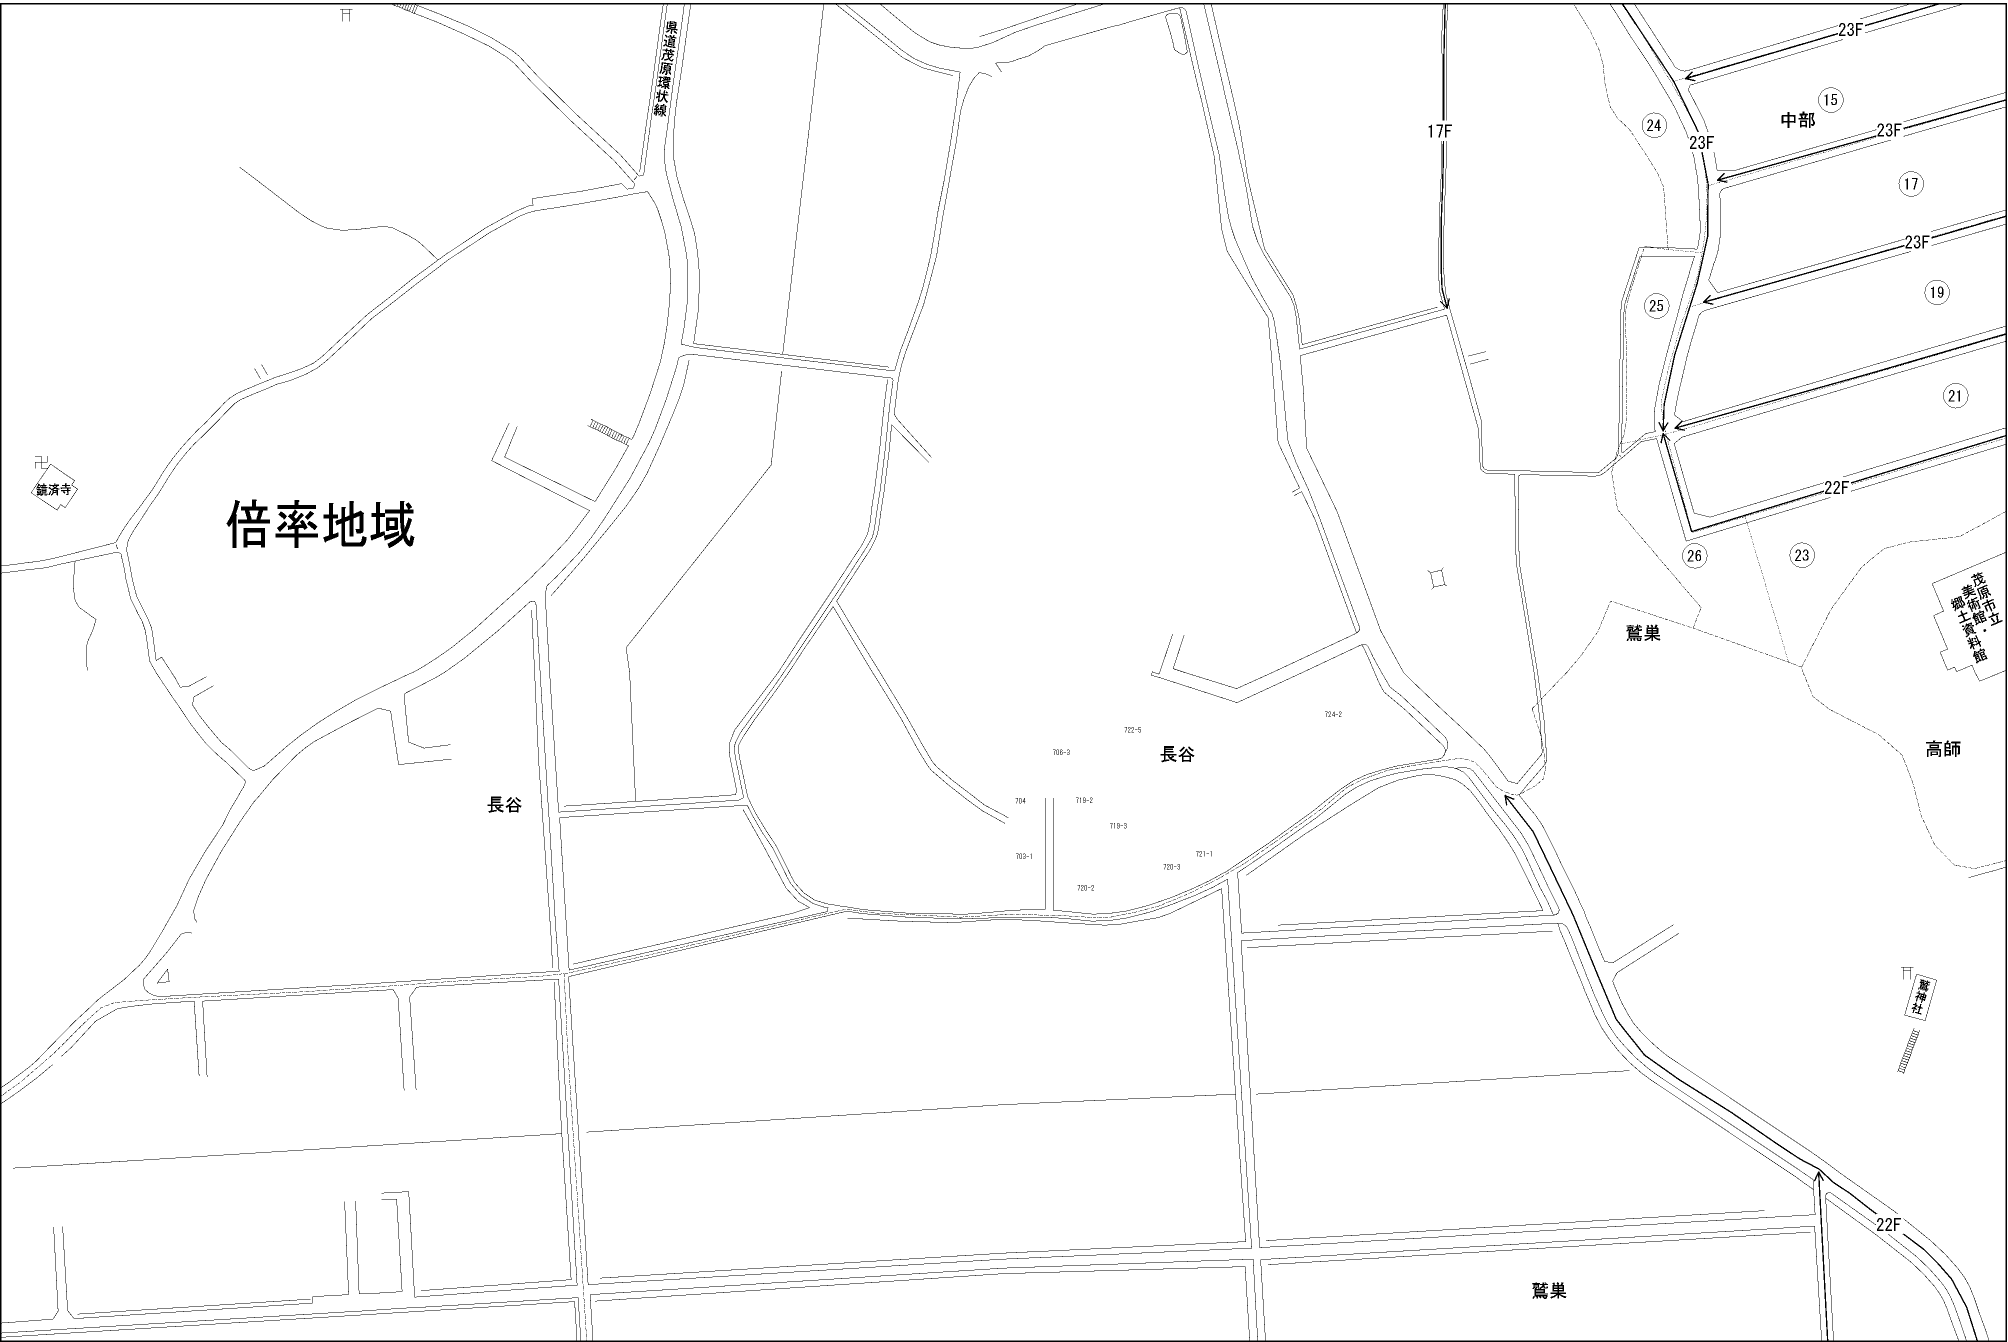 県道茂原環状線
23F
15
中部
24
23F
23F
17F
17
23F
19
25
21
22F
鏡済寺
倍率地域
26
23
茂原市立
美術館・
郷土資料館
鷲巣
高師
724-2
722-5
706-3
長谷
704
719-2
長谷
719-3
703-1
721-1
720-3
720-2
鷲神社
22F
鷲巣